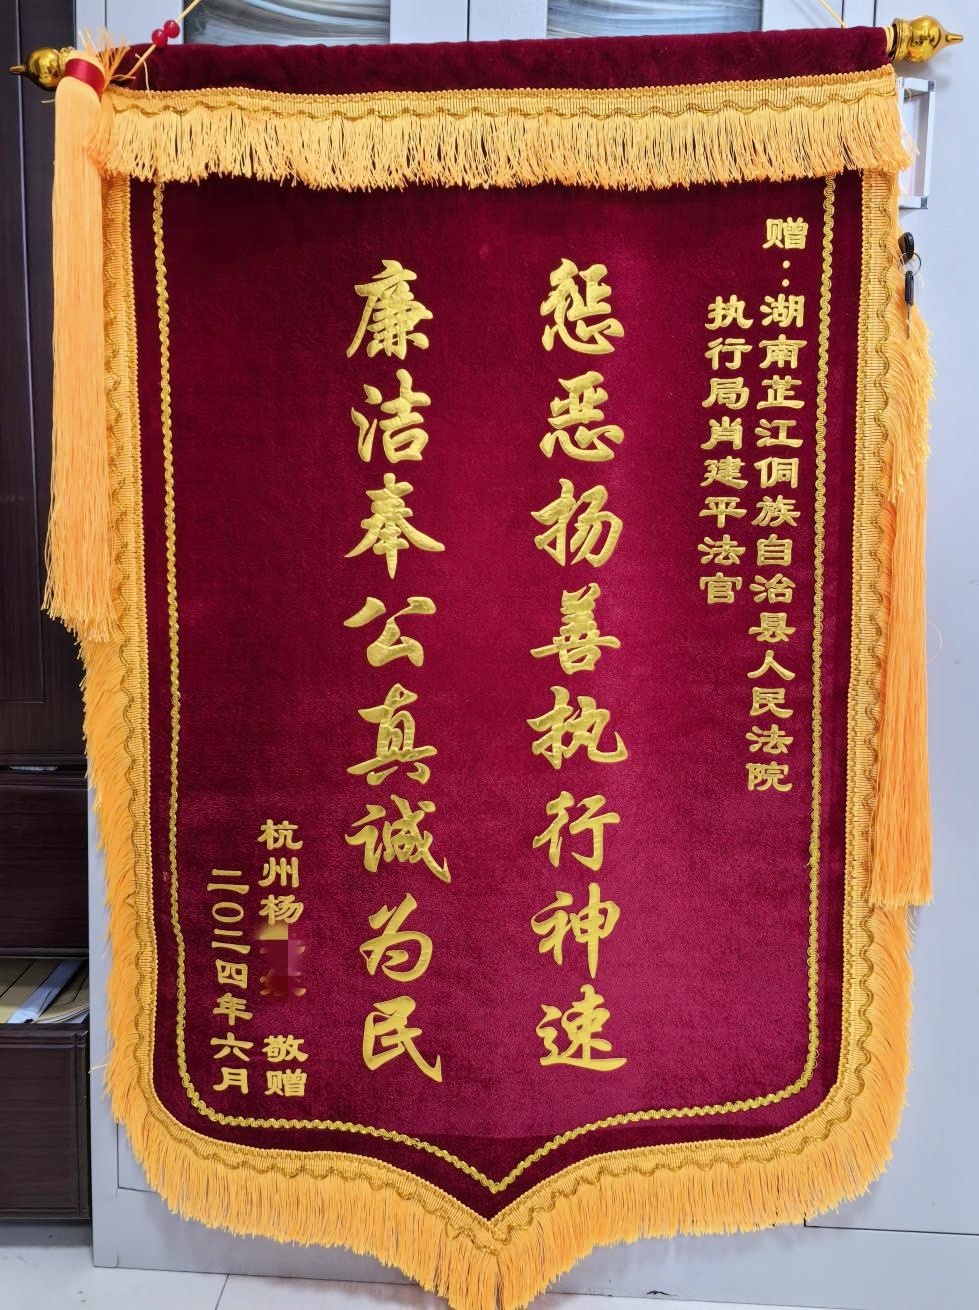 赠：湖南芷江侗族自治县人民法院
执行局肖建平法官
惩恶扬善执行神速
廉洁奉公真诚为民
杭州杨 敬赠
二〇二四年六月